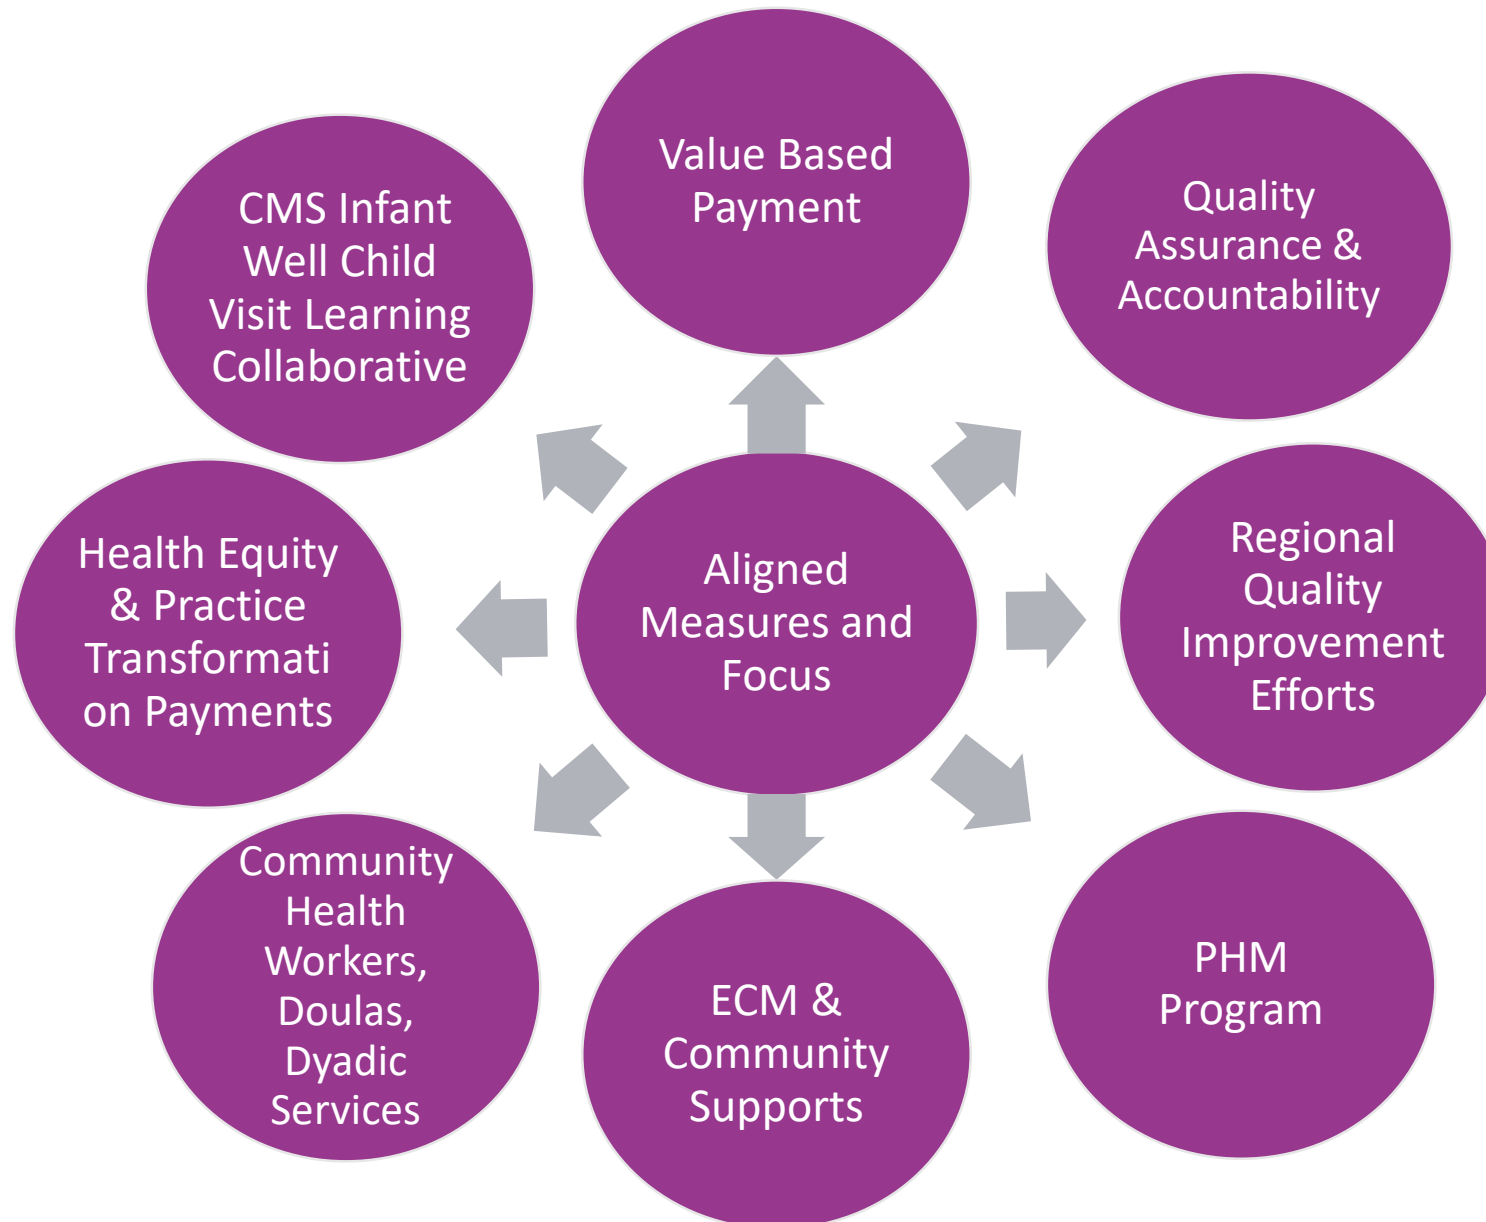 Value Based
Payment
Quality
Assurance &
Accountability
Regional
Quality
Improvement
Efforts
PHM
Program
ECM &
Community
Supports
Community
Health
Workers,
Doulas,
Dyadic
Services
Health Equity
& Practice
Transformati
on Payments
CMS Infant
Well Child
Visit Learning
Collaborative
Aligned
Measures and
Focus